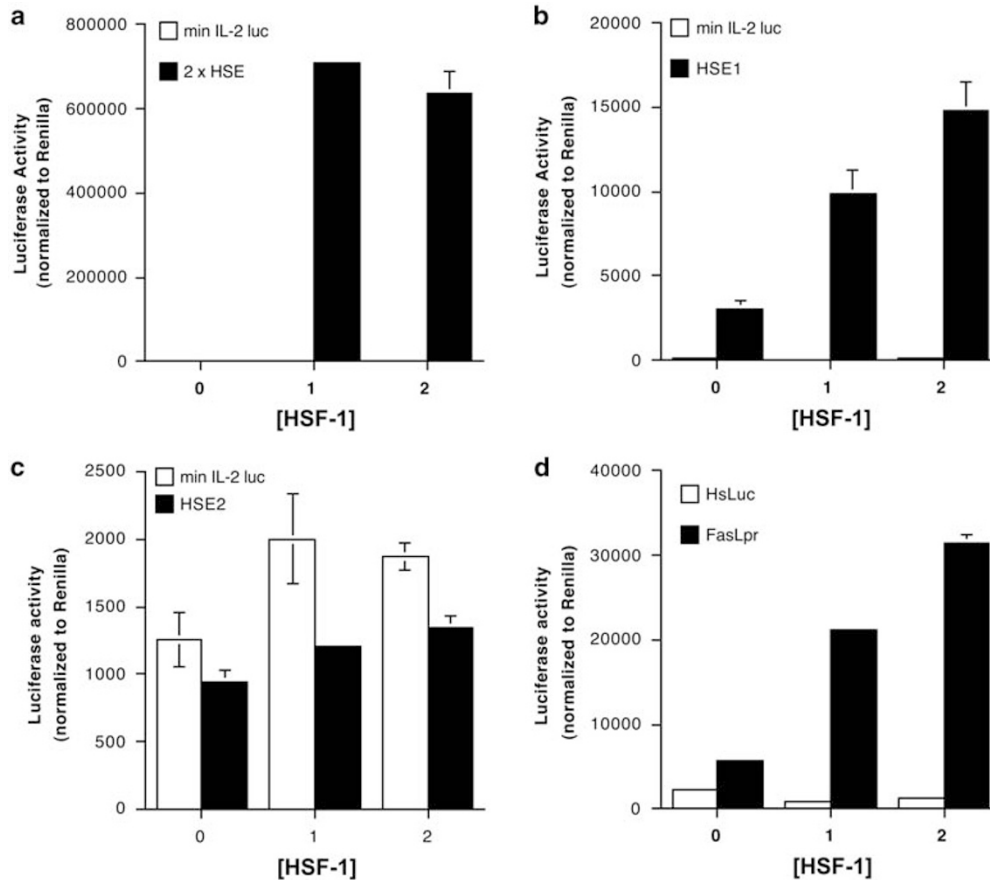 a
min IL-2 luc
2 x HSE
Luciferase Activity
(normalized to Renilla)
800000
600000
400000
200000
0
0 1 2
[HSF-1]
b
min IL-2 luc
HSE1
Luciferase Activity
(normalized to Renilla)
20000
15000
10000
5000
0
0 1 2
[HSF-1]
c
min IL-2 luc
HSE2
Luciferase activity
(normalized to Renilla)
2500
2000
1500
1000
500
0
0 1 2
[HSF-1]
d
HsLuc
FasLpr
Luciferase activity
(normalized to Renilla)
40000
30000
20000
10000
0
0 1 2
[HSF-1]